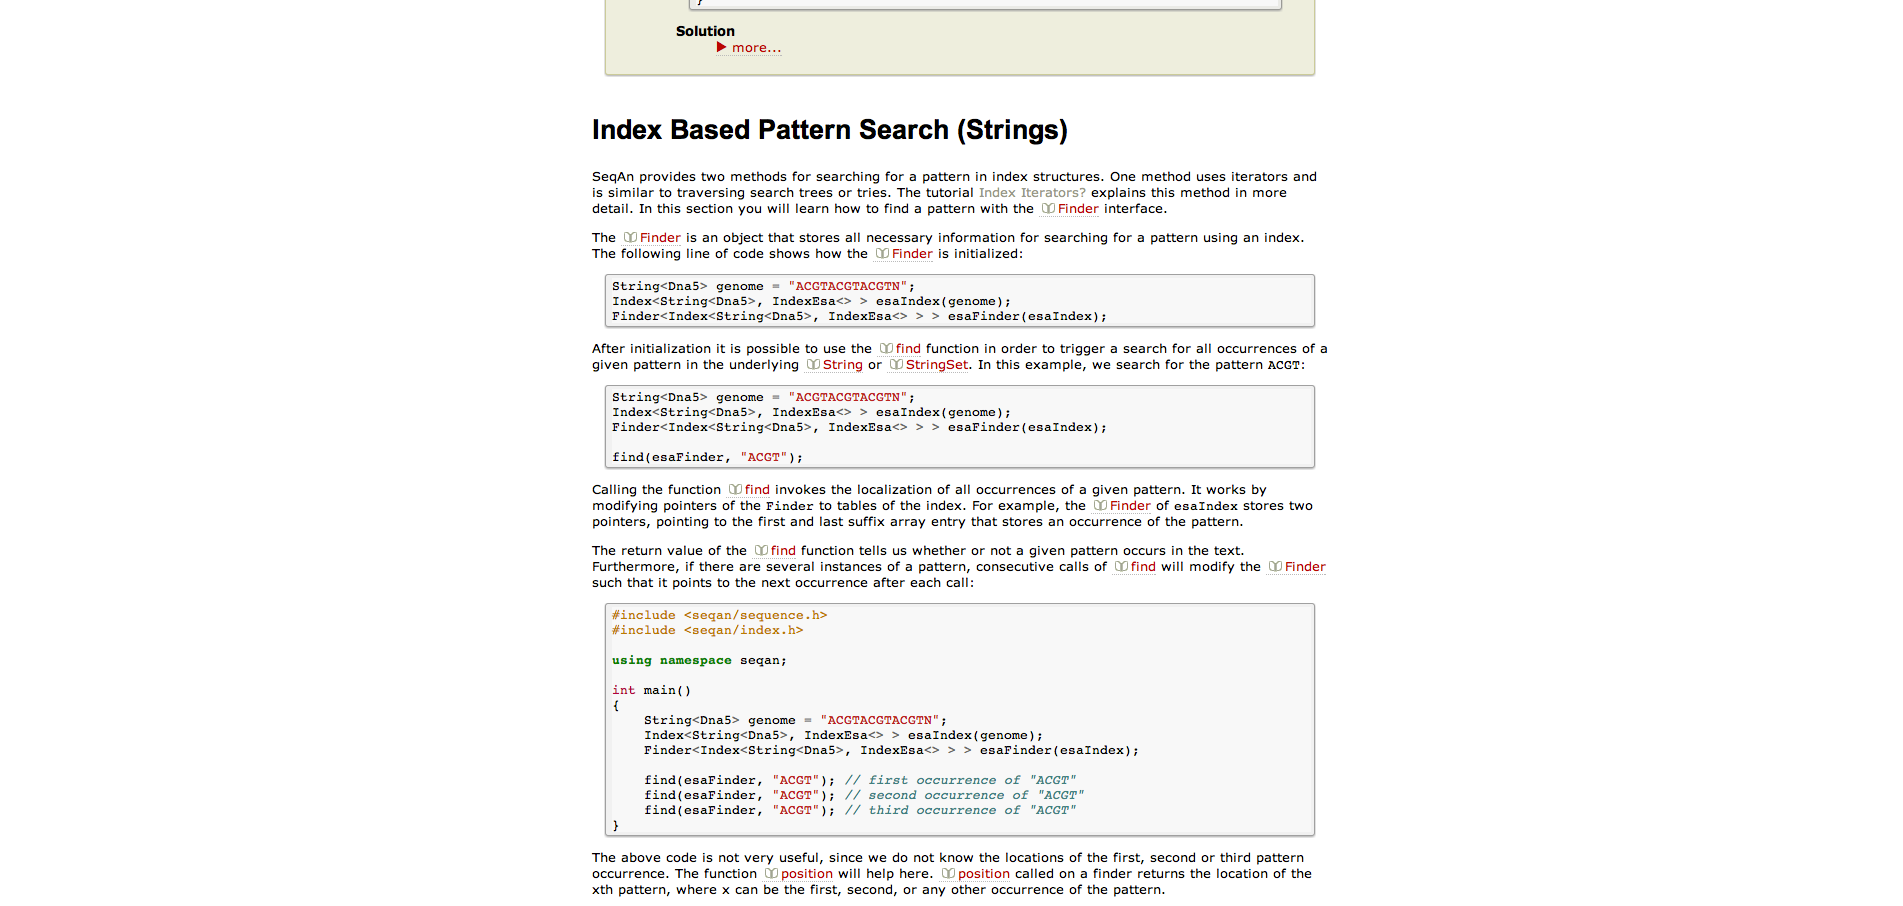 }
Solution
more...
Index Based Pattern Search (Strings)
SeqAn provides two methods for searching for a pattern in index structures. One method uses iterators and
is similar to traversing search trees or tries. The tutorial Index Iterators? explains this method in more
detail. In this section you will learn how to find a pattern with the Finder interface.
The Finder is an object that stores all necessary information for searching for a pattern using an index.
The following line of code shows how the Finder is initialized:
String<Dna5> genome = "ACGTACGTACGTN";
Index<String<Dna5>, IndexEsa<> > esaIndex(genome);
Finder<Index<String<Dna5>, IndexEsa<> > > esaFinder(esaIndex);
After initialization it is possible to use the find function in order to trigger a search for all occurrences of a
given pattern in the underlying String or StringSet. In this example, we search for the pattern ACGT:
String<Dna5> genome = "ACGTACGTACGTN";
Index<String<Dna5>, IndexEsa<> > esaIndex(genome);
Finder<Index<String<Dna5>, IndexEsa<> > > esaFinder(esaIndex);
find(esaFinder, "ACGT");
Calling the function find invokes the localization of all occurrences of a given pattern. It works by
modifying pointers of the Finder to tables of the index. For example, the Finder of esaIndex stores two
pointers, pointing to the first and last suffix array entry that stores an occurrence of the pattern.
The return value of the find function tells us whether or not a given pattern occurs in the text.
Furthermore, if there are several instances of a pattern, consecutive calls of find will modify the Finder
such that it points to the next occurrence after each call:
#include <seqan/sequence.h>
#include <seqan/index.h>
using namespace seqan;
int main()
{
String<Dna5> genome = "ACGTACGTACGTN";
Index<String<Dna5>, IndexEsa<> > esaIndex(genome);
Finder<Index<String<Dna5>, IndexEsa<> > > esaFinder(esaIndex);
find(esaFinder, "ACGT"); // first occurrence of "ACGT"
find(esaFinder, "ACGT"); // second occurrence of "ACGT"
find(esaFinder, "ACGT"); // third occurrence of "ACGT"
}
The above code is not very useful, since we do not know the locations of the first, second or third pattern
occurrence. The function position will help here. position called on a finder returns the location of the
xth pattern, where x can be the first, second, or any other occurrence of the pattern.